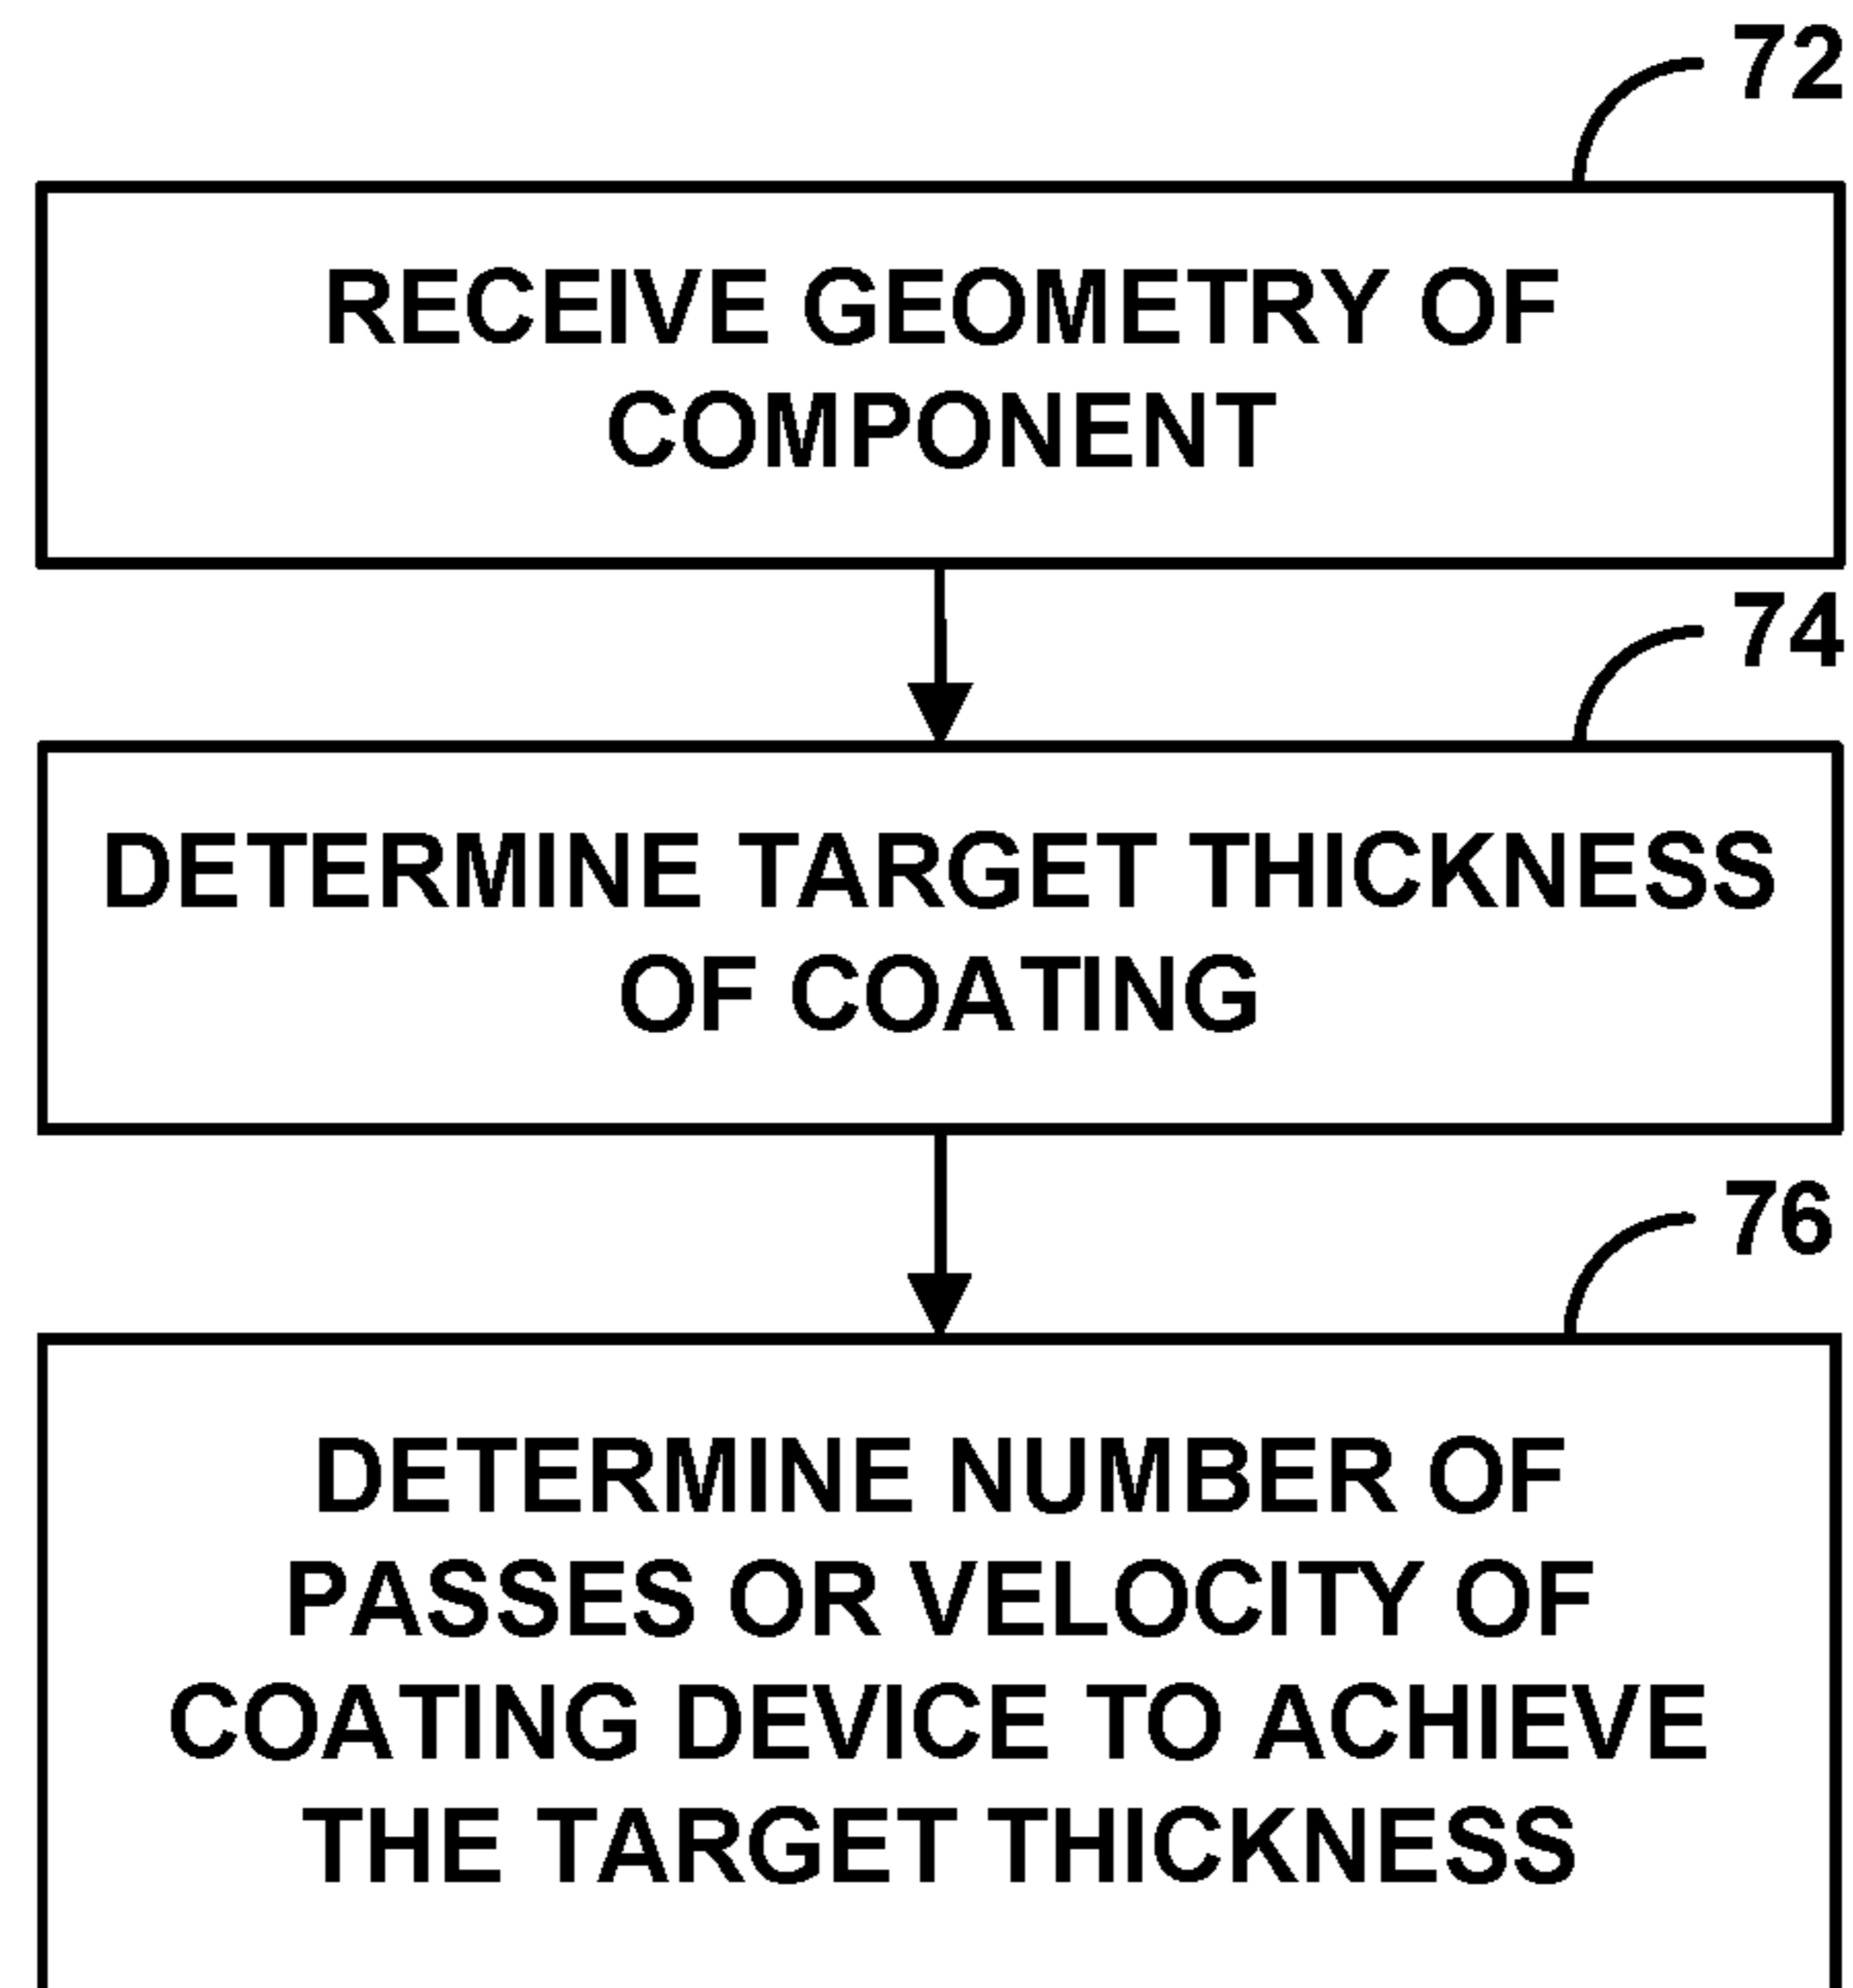 72
RECEIVE GEOMETRY OF
COMPONENT
74
DETERMINE TARGET THICKNESS
OF COATING
76
DETERMINE NUMBER OF
PASSES OR VELOCITY OF
COATING DEVICE TO ACHIEVE
THE TARGET THICKNESS